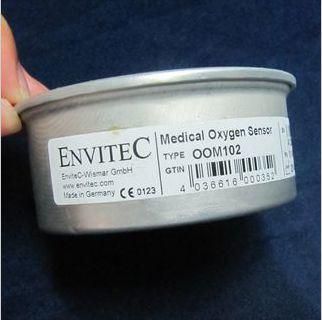 ENVITEC
EnviteC-Wismar GmbH
www.envitec.com
Made in Germany CE 0123
Medical Oxygen Sensor
TYPE OOM102
GTIN
4 036616 000352